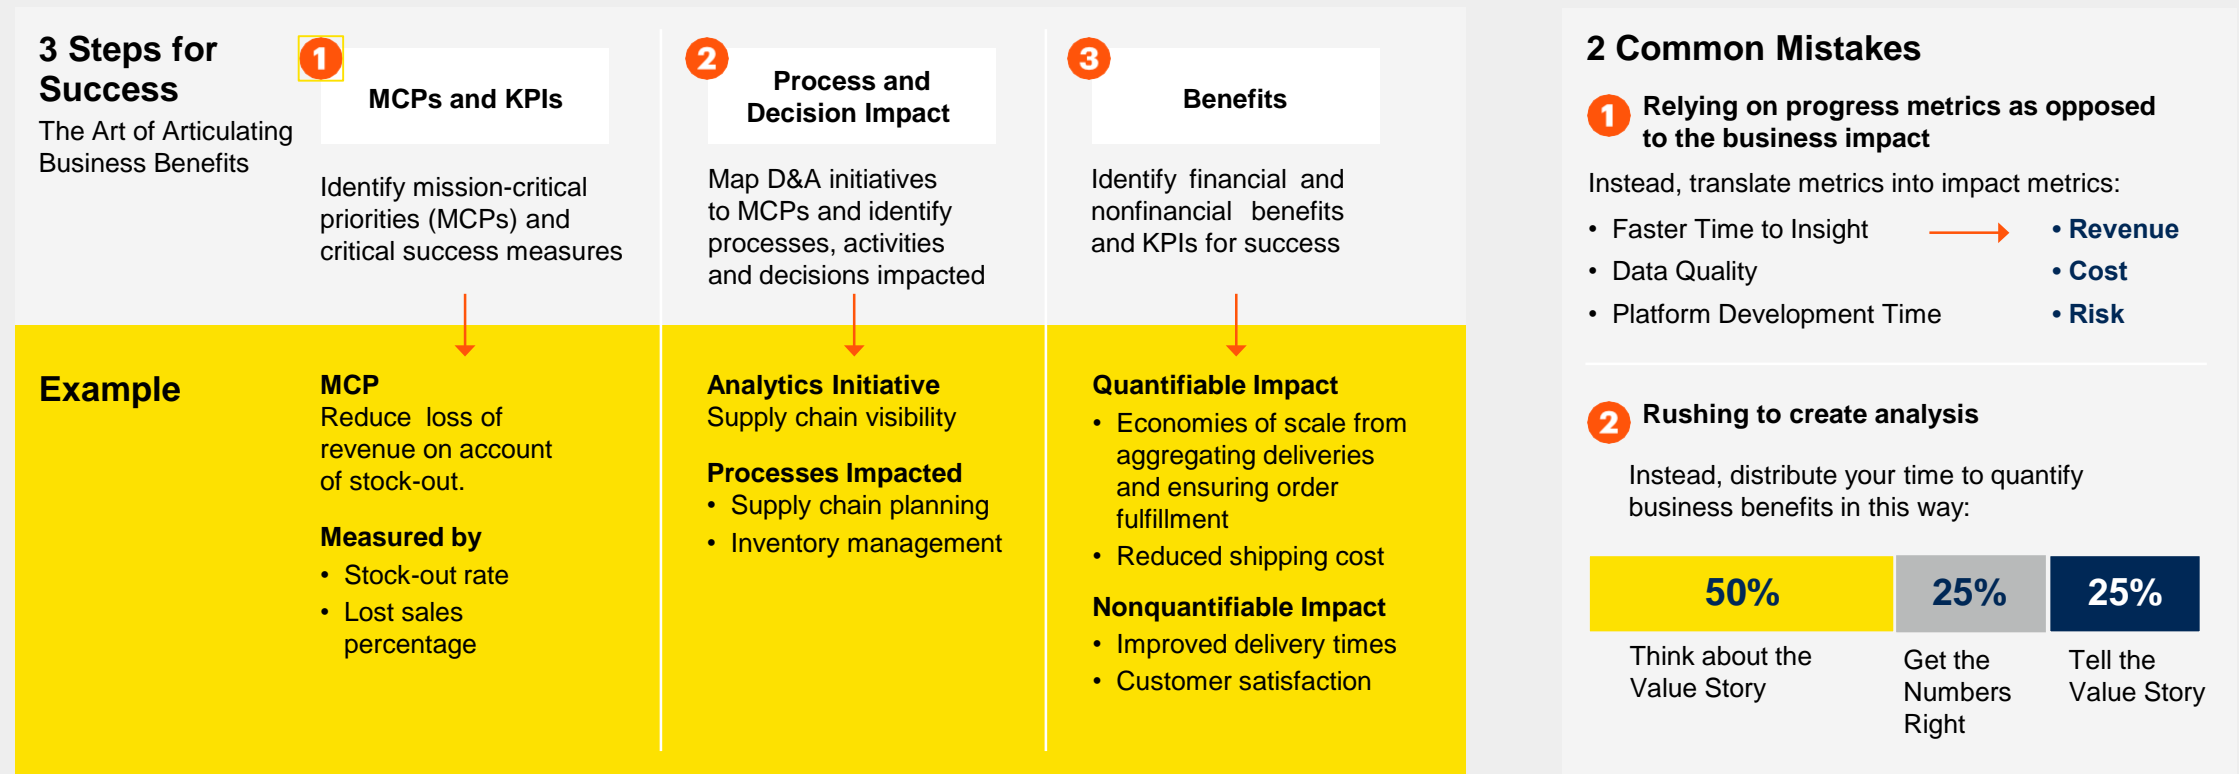 3 Steps for
Success
The Art of Articulating
Business Benefits
1
MCPs and KPIs
Identify mission-critical
priorities (MCPs) and
critical success measures
2
Process and
Decision Impact
Map D&A initiatives
to MCPs and identify
processes, activities
and decisions impacted
3
Benefits
Identify financial and
nonfinancial benefits
and KPIs for success
Example
MCP
Reduce loss of
revenue on account
of stock-out.
Measured by
• Stock-out rate
• Lost sales
percentage
Analytics Initiative
Supply chain visibility
Processes Impacted
• Supply chain planning
• Inventory management
Quantifiable Impact
• Economies of scale from
aggregating deliveries
and ensuring order
fulfillment
• Reduced shipping cost
Nonquantifiable Impact
• Improved delivery times
• Customer satisfaction
2 Common Mistakes
1
Relying on progress metrics as opposed
to the business impact
Instead, translate metrics into impact metrics:
• Faster Time to Insight
• Data Quality
• Platform Development Time
• Revenue
• Cost
• Risk
2
Rushing to create analysis
Instead, distribute your time to quantify
business benefits in this way:
50%
25%
25%
Think about the
Value Story
Get the
Numbers
Right
Tell the
Value Story